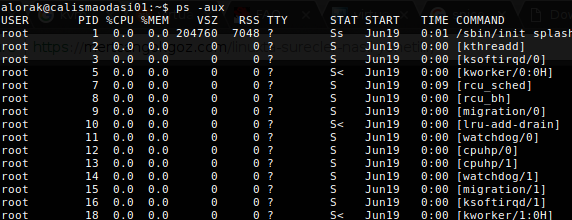 alorak@calismaodasi01:~$ ps -aux
USER PID %CPU %MEM VSZ RSS TTY STAT START TIME COMMAND
root 1 0.0 0.0 204760 7048 ? Ss Jun19 0:01 /sbin/init splash
root 2 0.0 0.0 0 0 ? S Jun19 0:00 [kthreadd]
root 3 0.0 0.0 0 0 ? S Jun19 0:00 [ksoftirqd/0]
root 5 0.0 0.0 0 0 ? S< Jun19 0:00 [kworker/0:0H]
root 7 0.0 0.0 0 0 ? S Jun19 0:09 [rcu_sched]
root 8 0.0 0.0 0 0 ? S Jun19 0:00 [rcu_bh]
root 9 0.0 0.0 0 0 ? S Jun19 0:00 [migration/0]
root 10 0.0 0.0 0 0 ? S< Jun19 0:00 [lru-add-drain]
root 11 0.0 0.0 0 0 ? S Jun19 0:00 [watchdog/0]
root 12 0.0 0.0 0 0 ? S Jun19 0:00 [cpuhp/0]
root 13 0.0 0.0 0 0 ? S Jun19 0:00 [cpuhp/1]
root 14 0.0 0.0 0 0 ? S Jun19 0:00 [watchdog/1]
root 15 0.0 0.0 0 0 ? S Jun19 0:00 [migration/1]
root 16 0.0 0.0 0 0 ? S Jun19 0:00 [ksoftirqd/1]
root 18 0.0 0.0 0 0 ? S< Jun19 0:00 [kworker/1:0H]